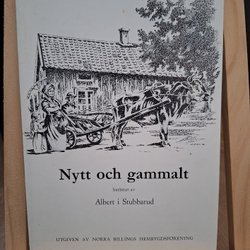 Nytt och gammalt
berättat av
Albert i Stubbarud
UTGIVEN AV NORRA BILLINGS HEMBYGDSFÖRENING